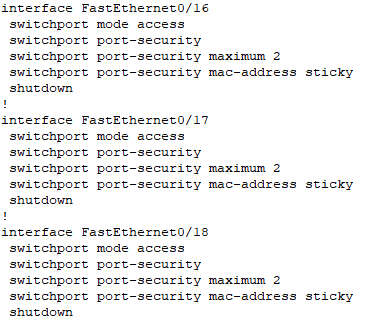 interface FastEthernet0/16
 switchport mode access
 switchport port-security
 switchport port-security maximum 2
 switchport port-security mac-address sticky
 shutdown
!
interface FastEthernet0/17
 switchport mode access
 switchport port-security
 switchport port-security maximum 2
 switchport port-security mac-address sticky
 shutdown
!
interface FastEthernet0/18
 switchport mode access
 switchport port-security
 switchport port-security maximum 2
 switchport port-security mac-address sticky
 shutdown